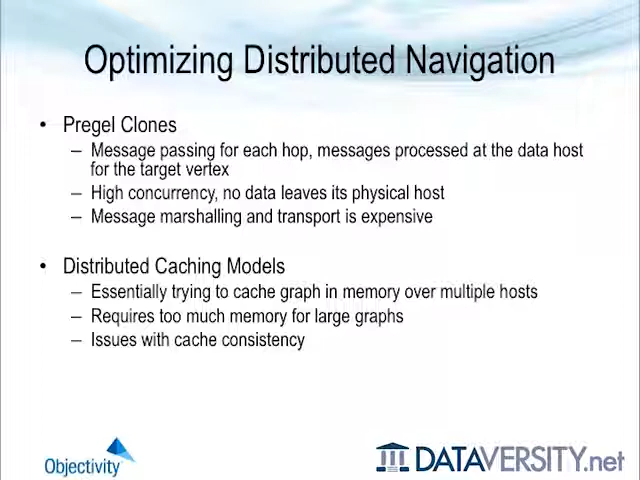 Optimizing Distributed Navigation
• Pregel Clones
– Message passing for each hop, messages processed at the data host
for the target vertex
– High concurrency, no data leaves its physical host
– Message marshalling and transport is expensive
• Distributed Caching Models
– Essentially trying to cache graph in memory over multiple hosts
– Requires too much memory for large graphs
– Issues with cache consistency
Objectivity
DATAVERSITY.net